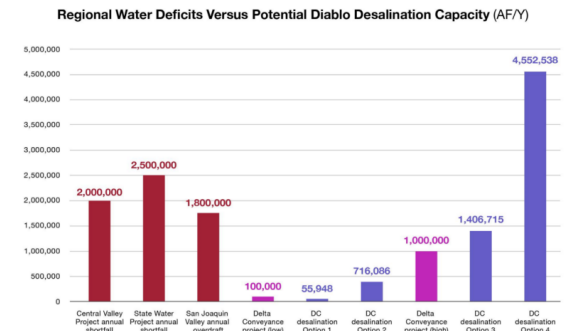 Regional Water Deficits Versus Potential Diablo Desalination Capacity (AF/Y)
5,000,000
4,500,000
4,000,000
3,500,000
3,000,000
2,500,000
2,000,000
1,500,000
1,000,000
500,000
0
2,000,000
2,500,000
1,800,000
100,000
55,948
716,086
1,000,000
1,406,715
4,552,538
Central Valley
Project annual
shortfall
State Water
Project annual
shortfall
San Joaquin
Valley annual
overdraft
Delta
Conveyance
project (low)
DC
desalination
Option 1
DC
desalination
Option 2
Delta
Conveyance
project (high)
DC
desalination
Option 3
DC
desalination
Option 4